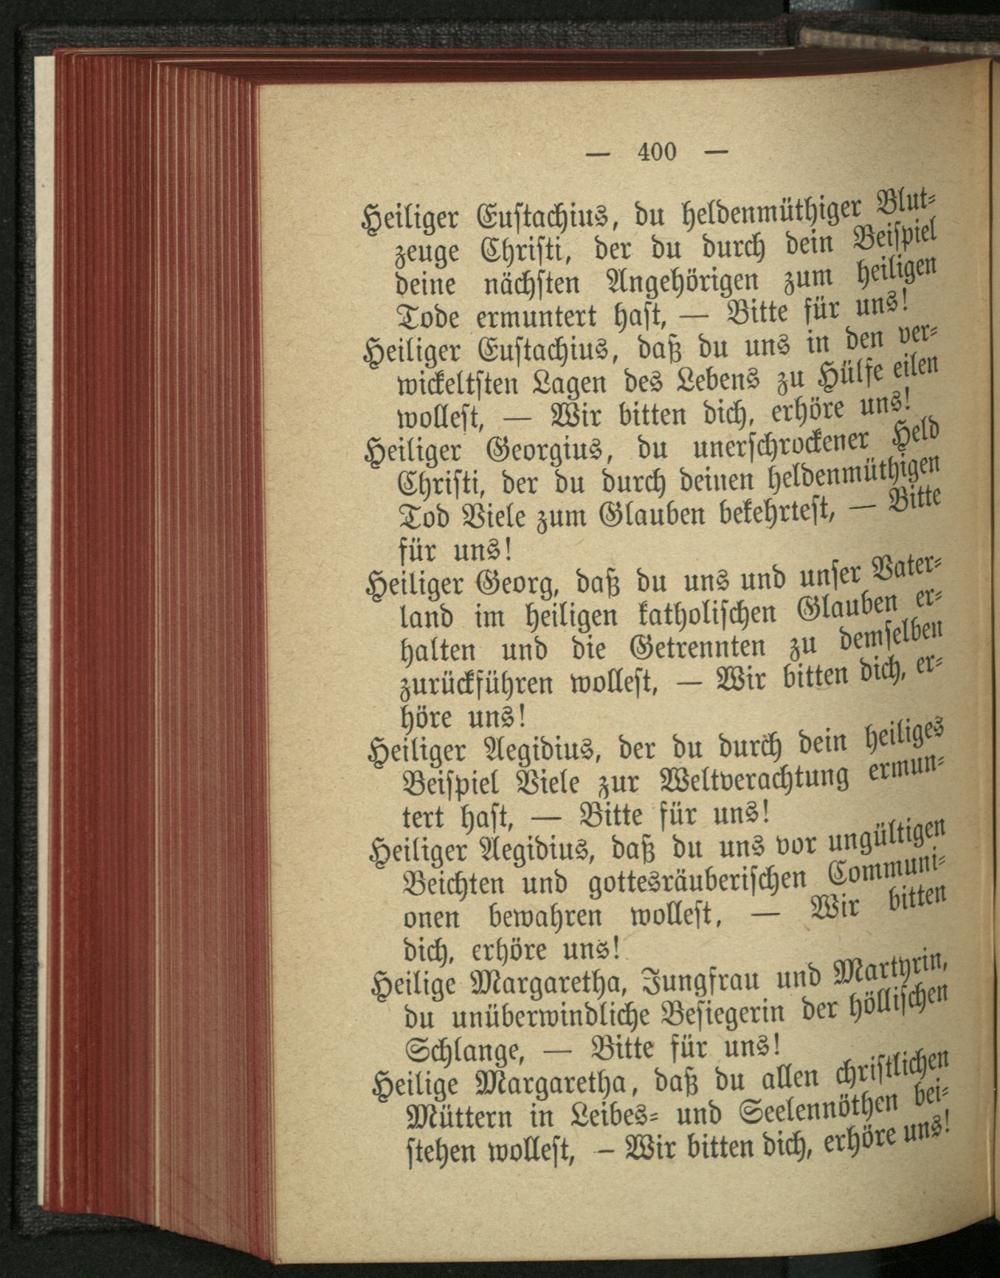 — 400 —
Heiliger Eustachius, du heldenmüthiger Blut-
zeuge Christi, der du durch dein Beispiel
deine nächsten Angehörigen zum heiligen
Tode ermuntert hast, — Bitte für uns!
Heiliger Eustachius, daß du uns in den ver-
wickeltsten Lagen des Lebens zu Hülfe eilen
wollest, — Wir bitten dich, erhöre uns!
Heiliger Georgius, du unerschrockener Held
Christi, der du durch deinen heldenmüthigen
Tod Viele zum Glauben bekehrtest, — Bitte
für uns!
Heiliger Georg, daß du uns und unser Vater-
land im heiligen katholischen Glauben er-
halten und die Getrennten zu demselben
zurückführen wollest, — Wir bitten dich, er-
höre uns!
Heiliger Aegidius, der du durch dein heiliges
Beispiel Viele zur Weltverachtung ermun-
tert hast, — Bitte für uns!
Heiliger Aegidius, daß du uns vor ungültigen
Beichten und gottesräuberischen Communi-
onen bewahren wollest, — Wir bitten
dich, erhöre uns!
Heilige Margaretha, Jungfrau und Martyrin,
du unüberwindliche Besiegerin der höllischen
Schlange, — Bitte für uns!
Heilige Margaretha, daß du allen christlichen
Müttern in Leibes- und Seelennöthen bei-
stehen wollest, – Wir bitten dich, erhöre uns!